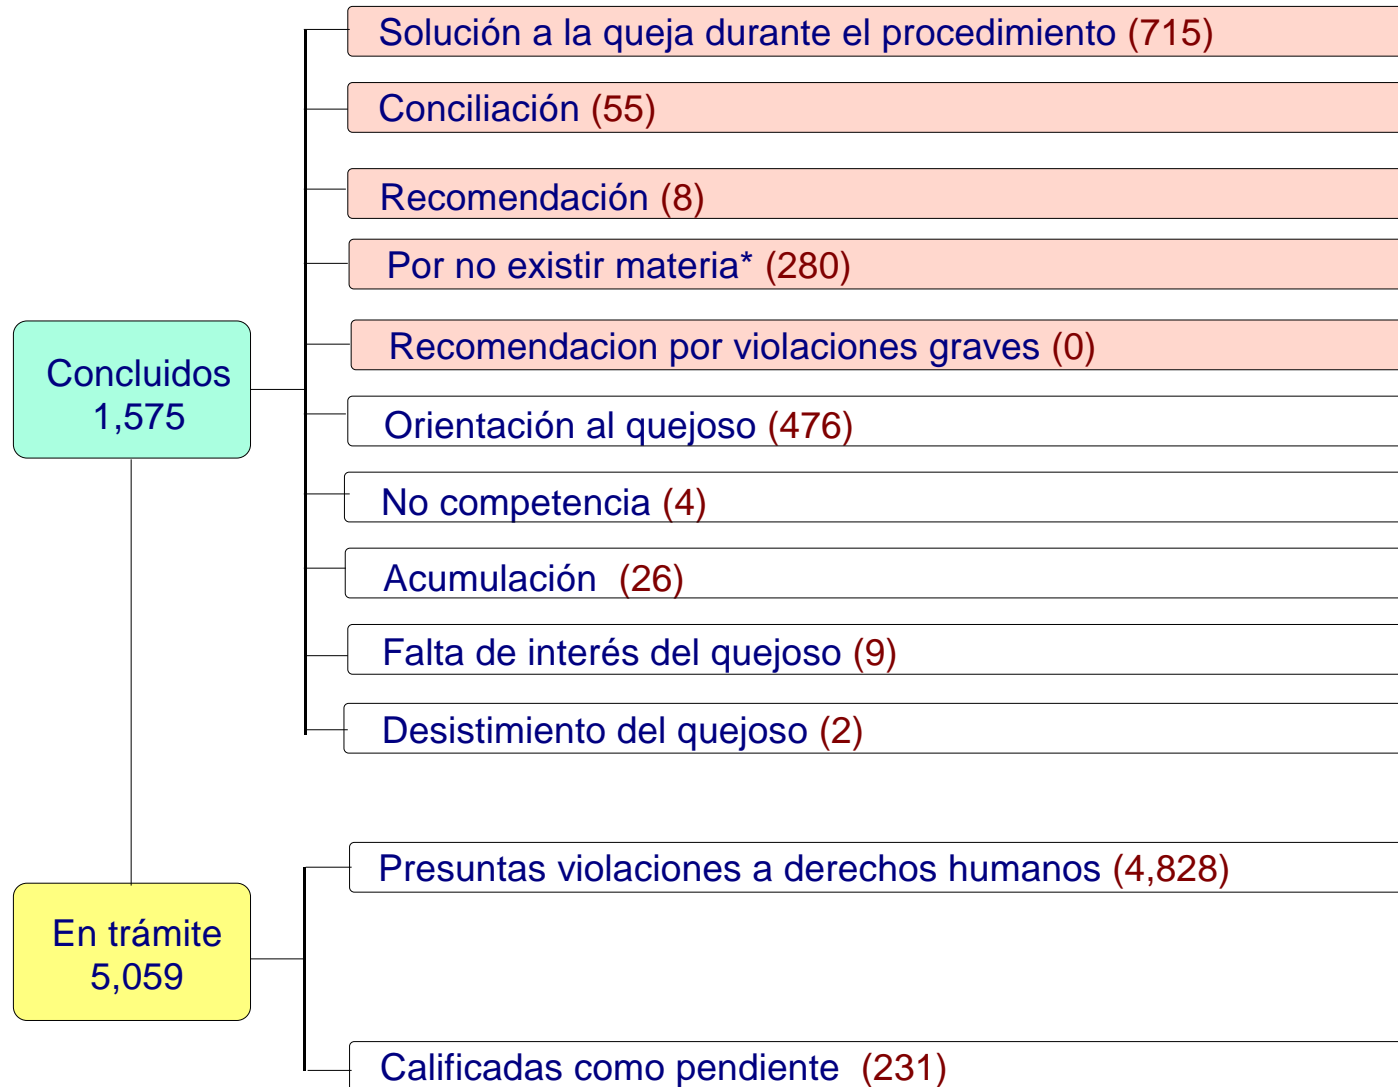 Solución a la queja durante el procedimiento (715)
Conciliación (55)
Recomendación (8)
Por no existir materia* (280)
Recomendacion por violaciones graves (0)
Concluidos
1,575
Orientación al quejoso (476)
No competencia (4)
Acumulación (26)
Falta de interés del quejoso (9)
Desistimiento del quejoso (2)
Presuntas violaciones a derechos humanos (4,828)
En trámite
5,059
Calificadas como pendiente (231)